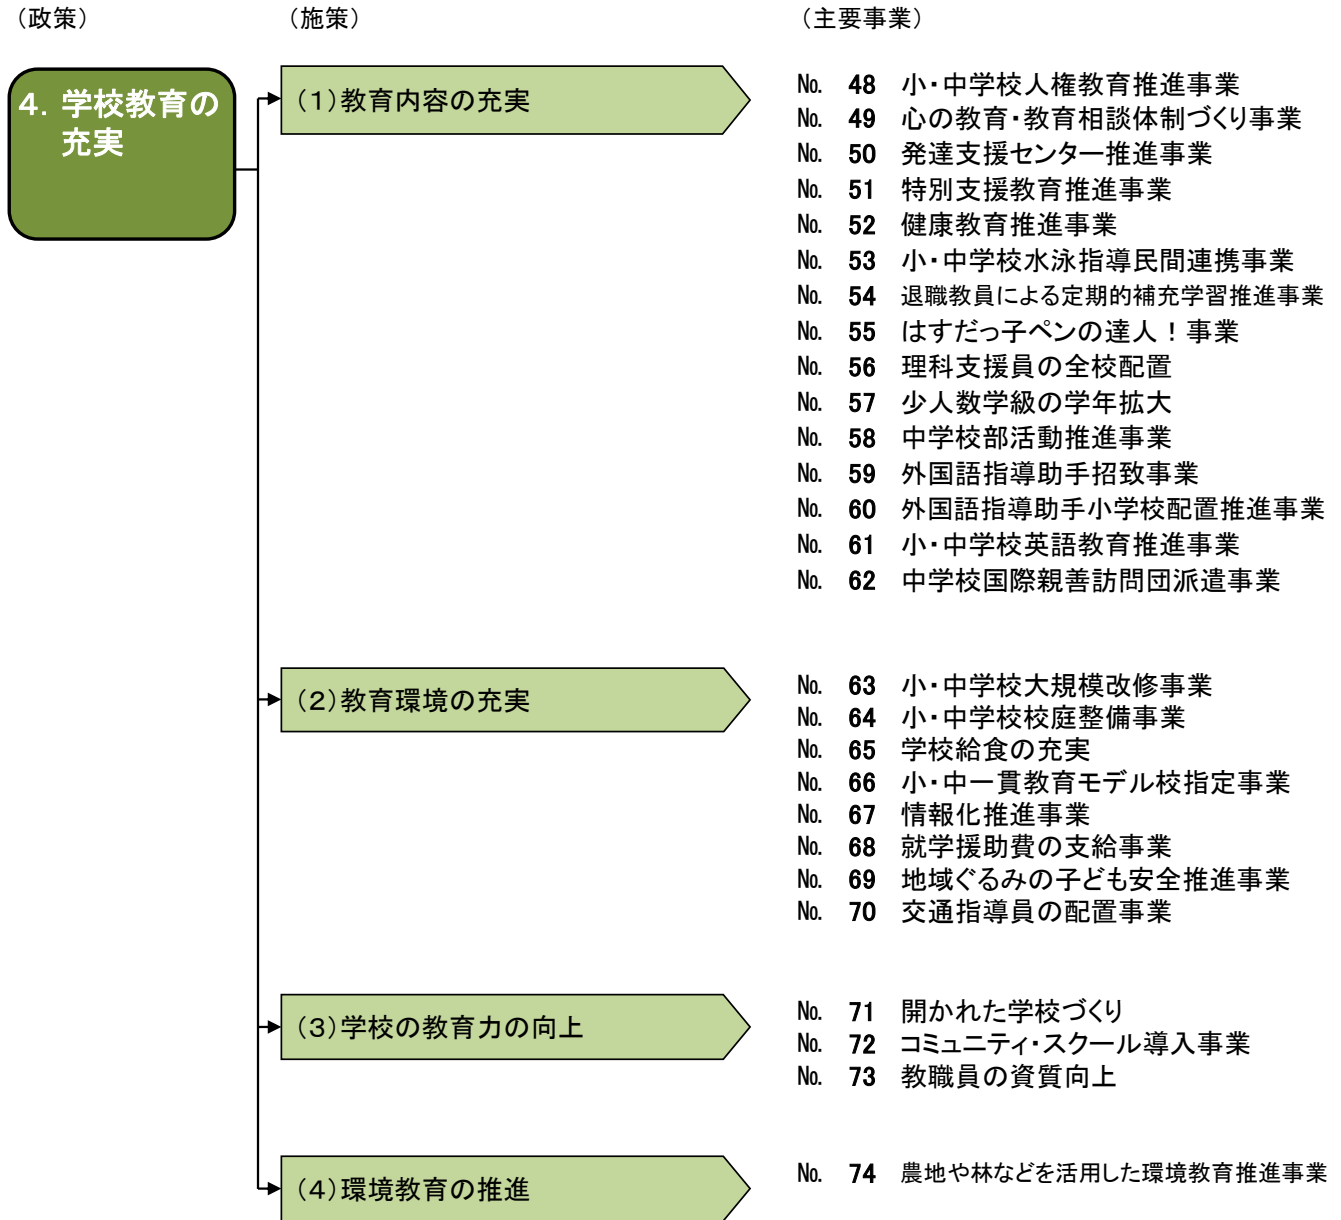 （政策）　（施策）　（主要事業）
4．学校教育の
充実
（1）教育内容の充実
№ 48 小・中学校人権教育推進事業
№ 49 心の教育・教育相談体制づくり事業
№ 50 発達支援センター推進事業
№ 51 特別支援教育推進事業
№ 52 健康教育推進事業
№ 53 小・中学校水泳指導民間連携事業
№ 54 退職教員による定期的補充学習推進事業
№ 55 はすだっ子ペンの達人！事業
№ 56 理科支援員の全校配置
№ 57 少人数学級の学年拡大
№ 58 中学校部活動推進事業
№ 59 外国語指導助手招致事業
№ 60 外国語指導助手小学校配置推進事業
№ 61 小・中学校英語教育推進事業
№ 62 中学校国際親善訪問団派遣事業
（2）教育環境の充実
№ 63 小・中学校大規模改修事業
№ 64 小・中学校校庭整備事業
№ 65 学校給食の充実
№ 66 小・中一貫教育モデル校指定事業
№ 67 情報化推進事業
№ 68 就学援助費の支給事業
№ 69 地域ぐるみの子ども安全推進事業
№ 70 交通指導員の配置事業
（3）学校の教育力の向上
№ 71 開かれた学校づくり
№ 72 コミュニティ・スクール導入事業
№ 73 教職員の資質向上
（4）環境教育の推進
№ 74 農地や林などを活用した環境教育推進事業